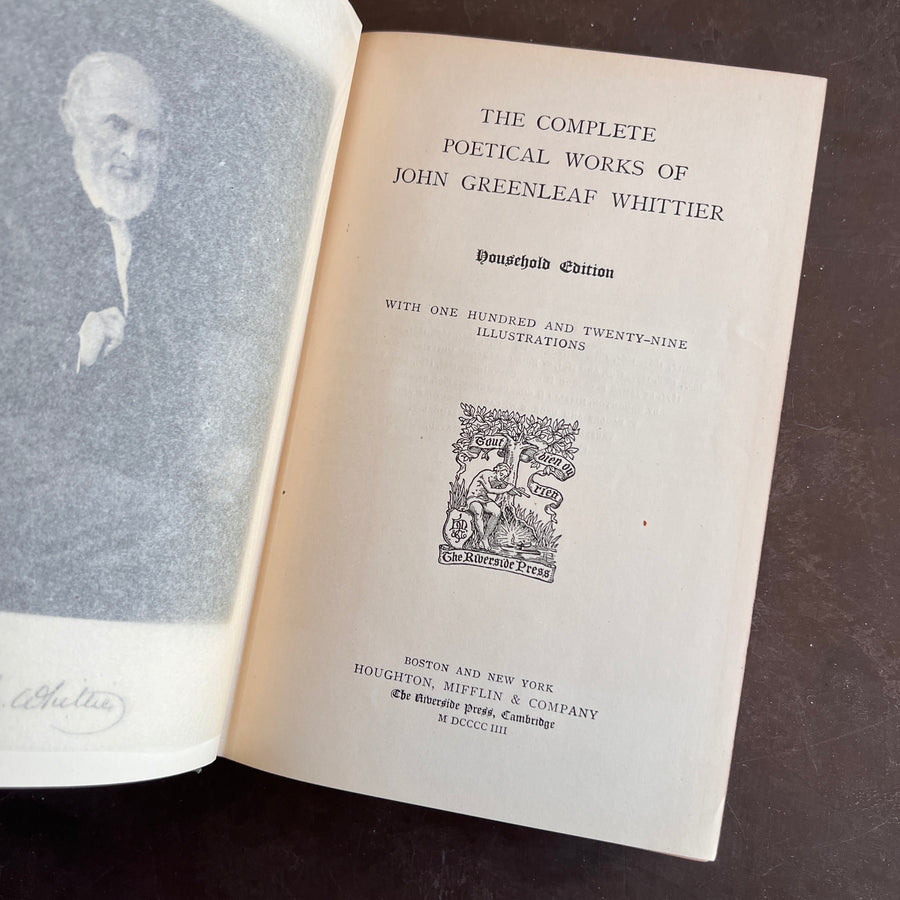 THE COMPLETE
POETICAL WORKS OF
JOHN GREENLEAF WHITTIER
Household Edition
WITH ONE HUNDRED AND TWENTY-NINE
ILLUSTRATIONS
Tout bien ou
rien
The Riverside Press
BOSTON AND NEW YORK
HOUGHTON, MIFFLIN & COMPANY
The Riverside Press, Cambridge
M DCCCC IIII
Whittier